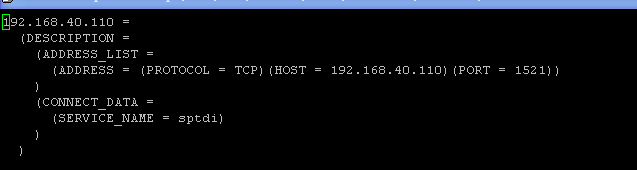 192.168.40.110 =
(DESCRIPTION =
(ADDRESS_LIST =
(ADDRESS = (PROTOCOL = TCP)(HOST = 192.168.40.110)(PORT = 1521))
)
(CONNECT_DATA =
(SERVICE_NAME = sptdi)
)
)